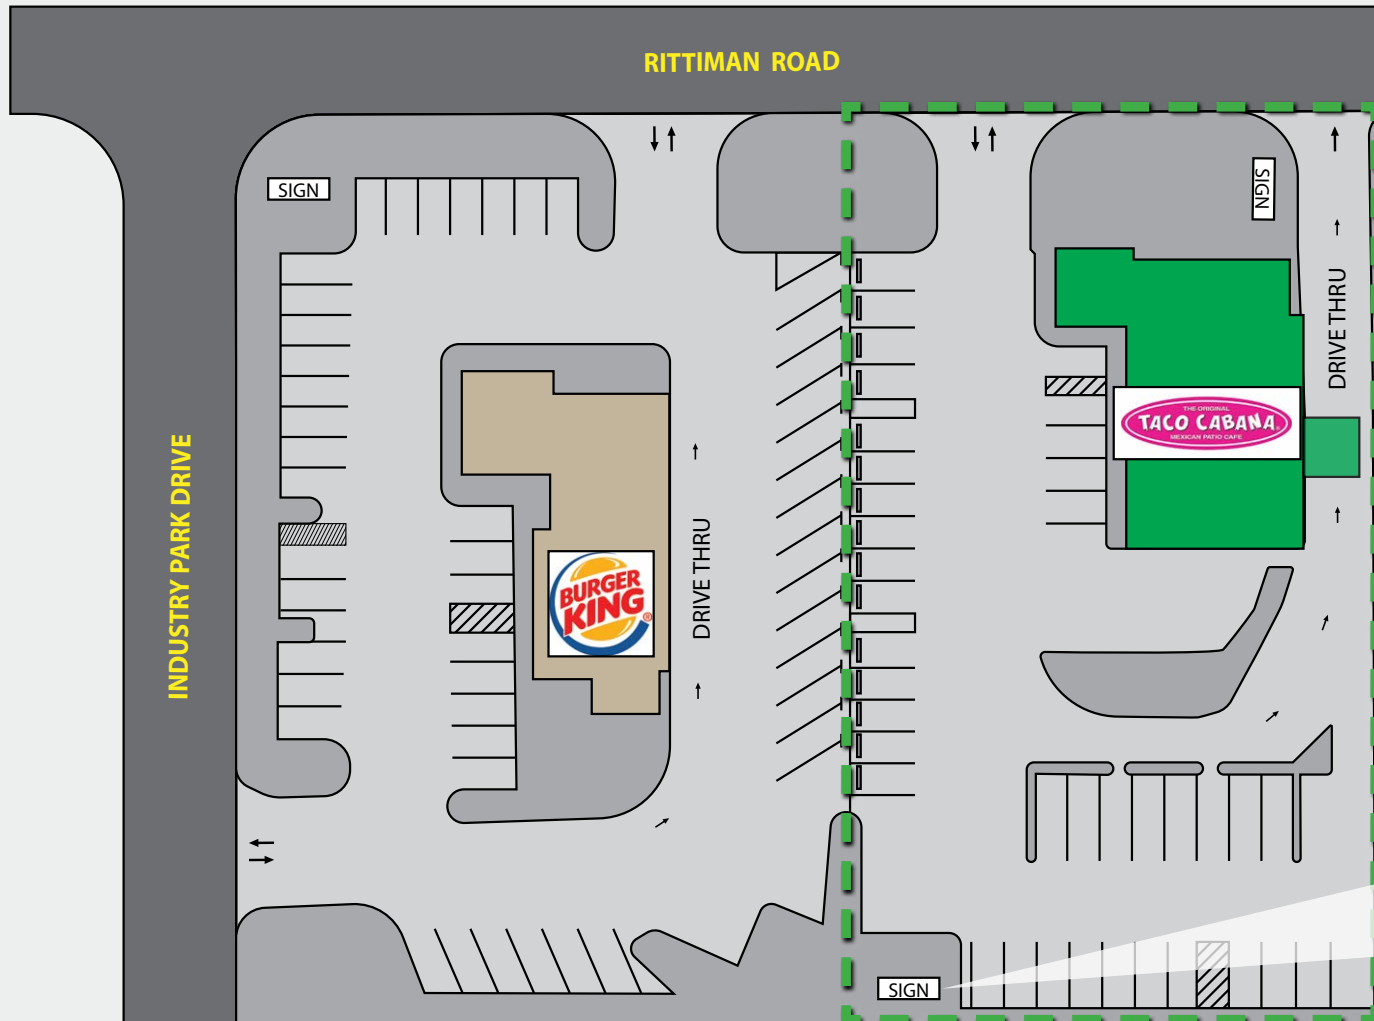 RITTIMAN ROAD
SIGN
SIGN
DRIVE THRU
THE ORIGINAL
TACO CABANA®
MEXICAN PATIO CAFE
INDUSTRY PARK DRIVE
DRIVE THRU
BURGER
KING®
SIGN